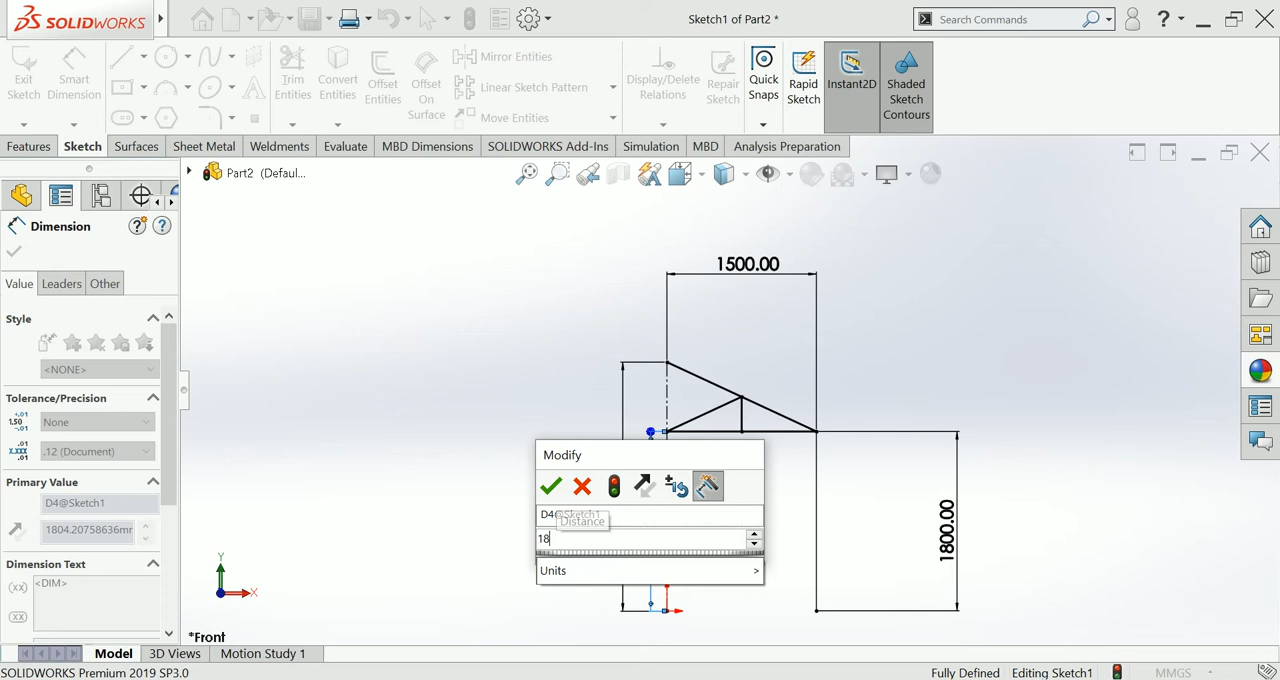 SOLIDWORKS
Sketch1 of Part2 *
Search Commands
?
Exit Sketch
Smart Dimension
Trim Entities
Convert Entities
Offset Entities
Offset On Surface
Mirror Entities
Linear Sketch Pattern
Move Entities
Display/Delete Relations
Repair Sketch
Quick Snaps
Rapid Sketch
Instant2D
Shaded Sketch Contours
Features
Sketch
Surfaces
Sheet Metal
Weldments
Evaluate
MBD Dimensions
SOLIDWORKS Add-Ins
Simulation
MBD
Analysis Preparation
Part2 (Defaul...
Dimension
Value
Leaders
Other
Style
<NONE>
Tolerance/Precision
None
.12 (Document)
Primary Value
D4@Sketch1
1804.20758636mr
Dimension Text
<DIM>
(xx)
(xx)
1500.00
1800.00
Modify
D4@Sketch1
Distance
18
Units >
Y
X
*Front
Model
3D Views
Motion Study 1
SOLIDWORKS Premium 2019 SP3.0
Fully Defined
Editing Sketch1
MMGS